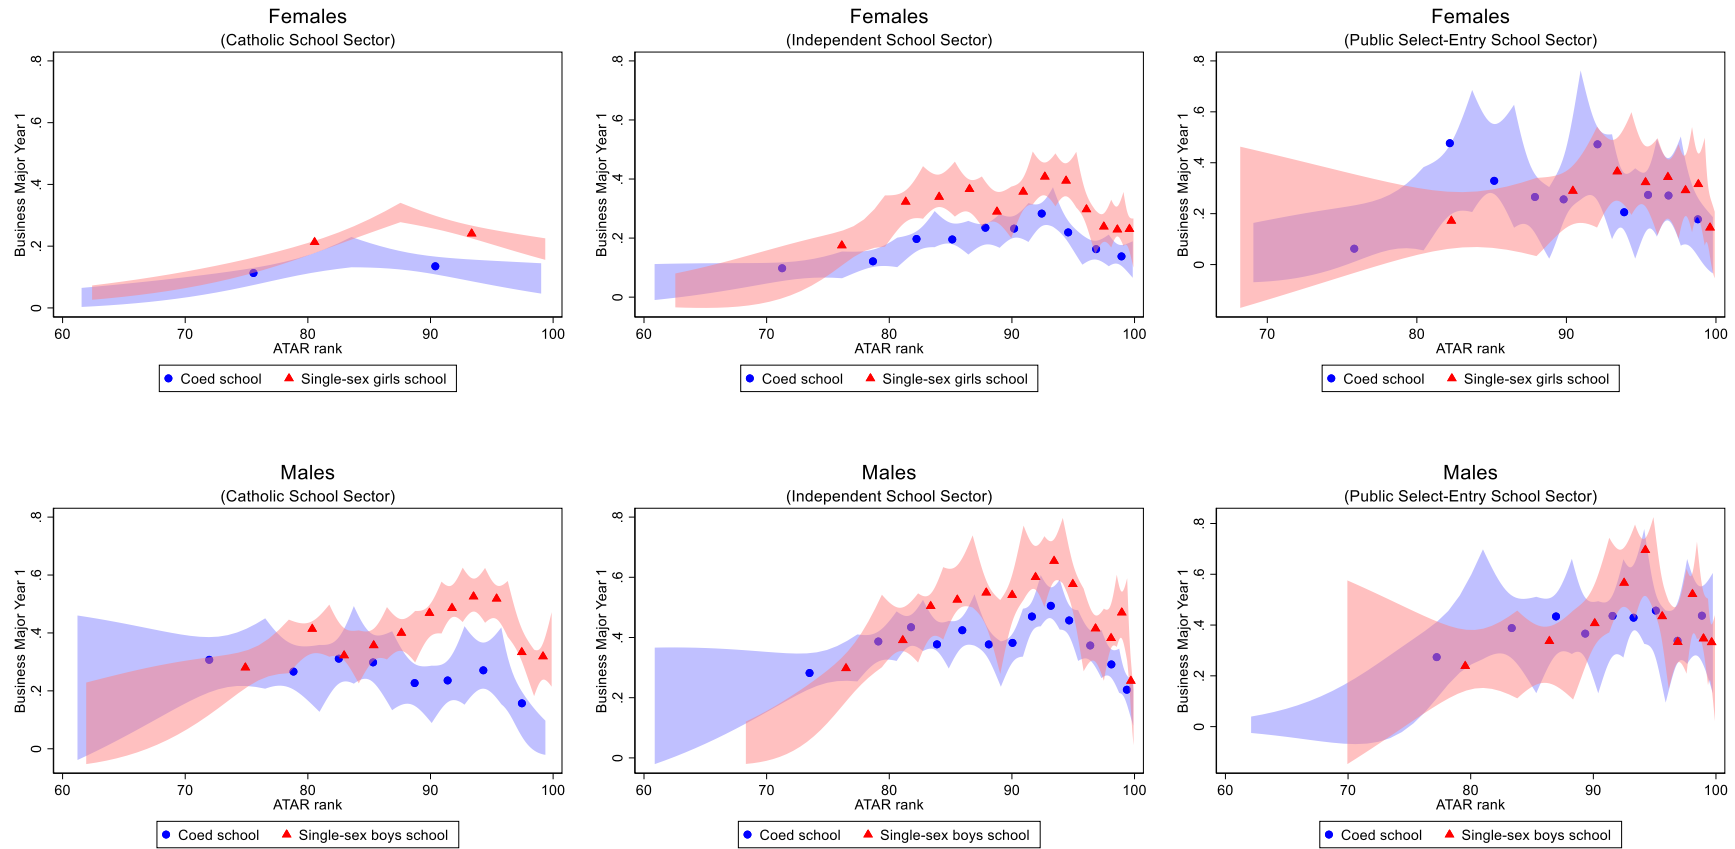 Females
(Catholic School Sector)
Business Major Year 1
0 .2 .4 .6 .8
60 70 80 90 100
ATAR rank
Coed school Single-sex girls school
Females
(Independent School Sector)
Business Major Year 1
0 .2 .4 .6 .8
60 70 80 90 100
ATAR rank
Coed school Single-sex girls school
Females
(Public Select-Entry School Sector)
Business Major Year 1
0 .2 .4 .6 .8
70 80 90 100
ATAR rank
Coed school Single-sex girls school
Males
(Catholic School Sector)
Business Major Year 1
0 .2 .4 .6 .8
60 70 80 90 100
ATAR rank
Coed school Single-sex boys school
Males
(Independent School Sector)
Business Major Year 1
0 .2 .4 .6 .8
60 70 80 90 100
ATAR rank
Coed school Single-sex boys school
Males
(Public Select-Entry School Sector)
Business Major Year 1
0 .2 .4 .6 .8
60 70 80 90 100
ATAR rank
Coed school Single-sex boys school